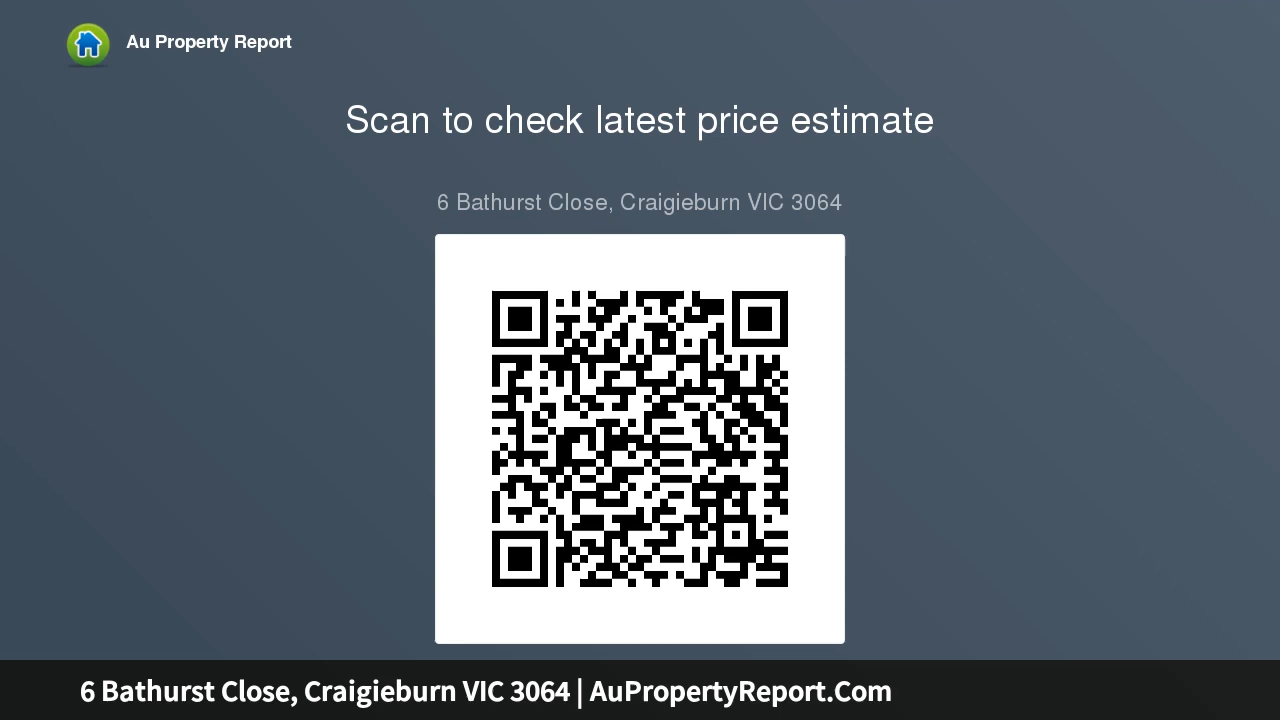 Au Property Report
Scan to check latest price estimate
6 Bathurst Close, Craigieburn VIC 3064
6 Bathurst Close, Craigieburn VIC 3064 | AuPropertyReport.Com